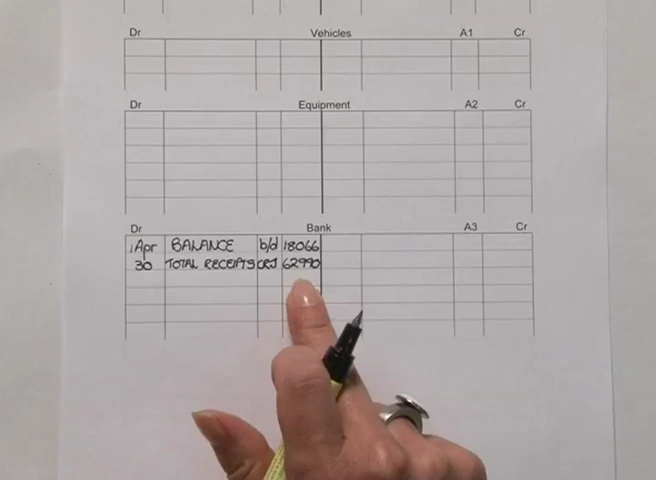 Dr Vehicles A1 Cr
Dr Equipment A2 Cr
Dr Bank A3 Cr
1 Apr BALANCE b/d 18066
30 TOTAL RECEIPTS CRJ 62990